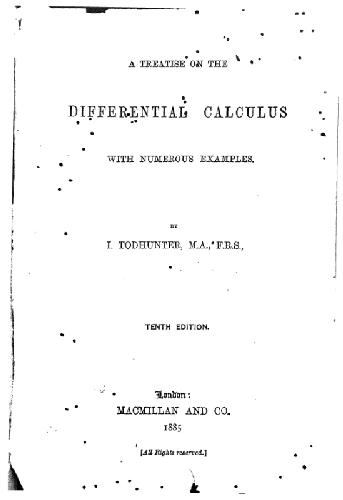 A TREATISE ON THE
DIFFERENTIAL CALCULUS
WITH NUMEROUS EXAMPLES.
BY
I. TODHUNTER, M.A., F.R.S.,
TENTH EDITION.
London:
MACMILLAN AND CO.
1885
[All Rights reserved.]